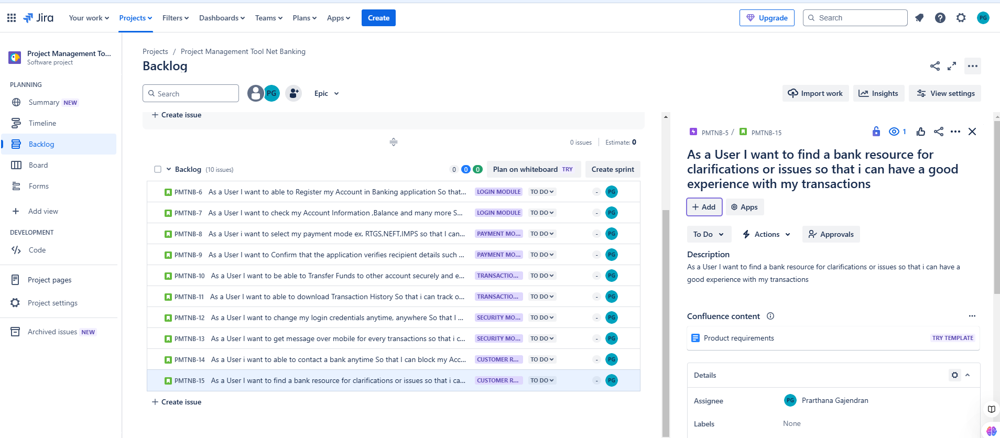 Jira Your work Projects Filters Dashboards Teams Plans Apps Create Upgrade Search PG
Project Management To...
Software project
PLANNING
Summary NEW
Timeline
Backlog
Board
Forms
Add view
DEVELOPMENT
Code
Project pages
Project settings
Archived issues NEW
Projects / Project Management Tool Net Banking
Backlog
Search PG Epic Import work Insights View settings
+ Create issue
0 issues Estimate: 0
Backlog (10 issues) 0 0 0 Plan on whiteboard TRY Create sprint
PMTNB-6 As a User I want to able to Register my Account in Banking application So that... LOGIN MODULE TO DO - PG
PMTNB-7 As a User I want to check my Account Information ,Balance and many more S... LOGIN MODULE TO DO - PG
PMTNB-8 As a User i want to select my payment mode ex. RTGS,NEFT,IMPS so that I can... PAYMENT MO... TO DO - PG
PMTNB-9 As a User I want to Confirm that the application verifies recipient details such ... PAYMENT MO... TO DO - PG
PMTNB-10 As a User I want to be able to Transfer Funds to other account securely and e... TRANSACTIO... TO DO - PG
PMTNB-11 As a User I want to able to download Transaction History So that i can track o... TRANSACTIO... TO DO - PG
PMTNB-12 As a User I want to change my login credentials anytime, anywhere So that I ... SECURITY MO... TO DO - PG
PMTNB-13 As a User I want to get message over mobile for every transactions so that i c... SECURITY MO... TO DO - PG
PMTNB-14 As a User i want to able to contact a bank anytime So that I can block my Acc... CUSTOMER R... TO DO - PG
PMTNB-15 As a User I want to find a bank resource for clarifications or issues so that i ca... CUSTOMER R... TO DO - PG
+ Create issue
PMTNB-5 / PMTNB-15 1
As a User I want to find a bank resource for
clarifications or issues so that i can have a good
experience with my transactions
+ Add Apps
To Do Actions Approvals
Description
As a User I want to find a bank resource for clarifications or issues so that i can have a
good experience with my transactions
Confluence content
Product requirements TRY TEMPLATE
Details
Assignee PG Prarthana Gajendran
Labels None